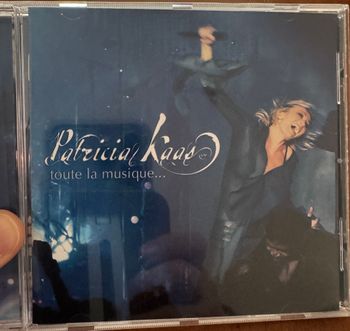 Patricia Kaas
toute la musique...